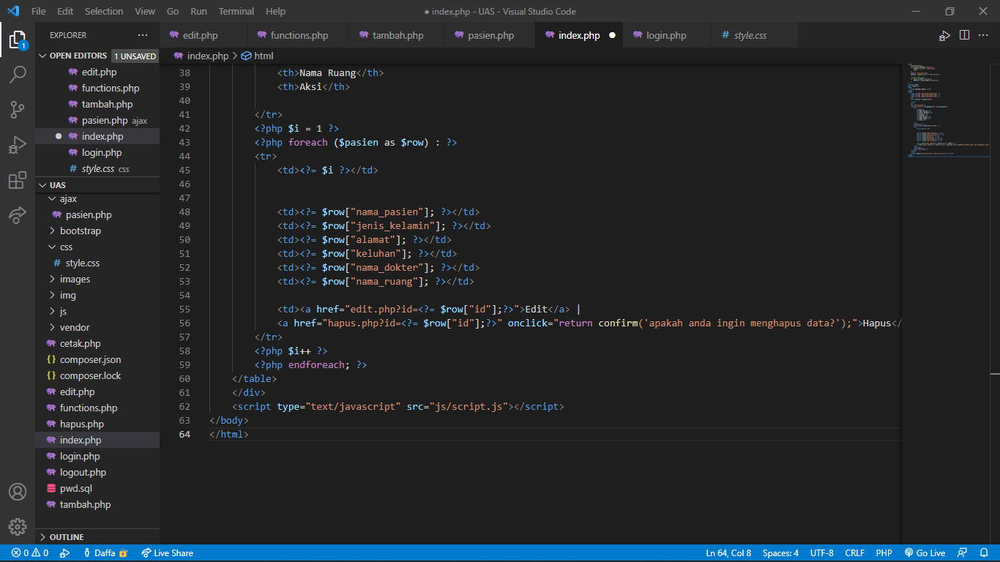 File Edit Selection View Go Run Terminal Help
● index.php - UAS - Visual Studio Code
EXPLORER
edit.php functions.php tambah.php pasien.php index.php login.php style.css
OPEN EDITORS 1 UNSAVED
index.php > html
edit.php
functions.php
tambah.php
pasien.php ajax
index.php
login.php
style.css css
UAS
ajax
pasien.php
bootstrap
css
style.css
images
img
js
vendor
cetak.php
composer.json
composer.lock
edit.php
functions.php
hapus.php
index.php
login.php
logout.php
pwd.sql
tambah.php
OUTLINE
1
38 <th>Nama Ruang</th>
39 <th>Aksi</th>
40
41 </tr>
42 <?php $i = 1 ?>
43 <?php foreach ($pasien as $row) : ?>
44 <tr>
45 <td><?= $i ?></td>
46
47
48 <td><?= $row["nama_pasien"]; ?></td>
49 <td><?= $row["jenis_kelamin"]; ?></td>
50 <td><?= $row["alamat"]; ?></td>
51 <td><?= $row["keluhan"]; ?></td>
52 <td><?= $row["nama_dokter"]; ?></td>
53 <td><?= $row["nama_ruang"]; ?></td>
54
55 <td><a href="edit.php?id=<?= $row["id"];?>">Edit</a> |
56 <a href="hapus.php?id=<?= $row["id"];?>" onclick="return confirm('apakah anda ingin menghapus data?');">Hapus</
57 </tr>
58 <?php $i++ ?>
59 <?php endforeach; ?>
60 </table>
61 </div>
62 <script type="text/javascript" src="js/script.js"></script>
63 </body>
64 </html>
0 0 Daffa Live Share Ln 64, Col 8 Spaces: 4 UTF-8 CRLF PHP Go Live